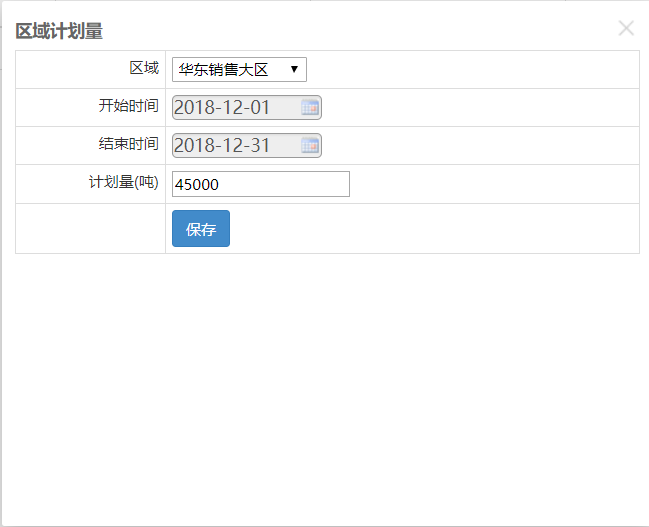 区域计划量
区域 华东销售大区
开始时间 2018-12-01
结束时间 2018-12-31
计划量(吨) 45000
保存